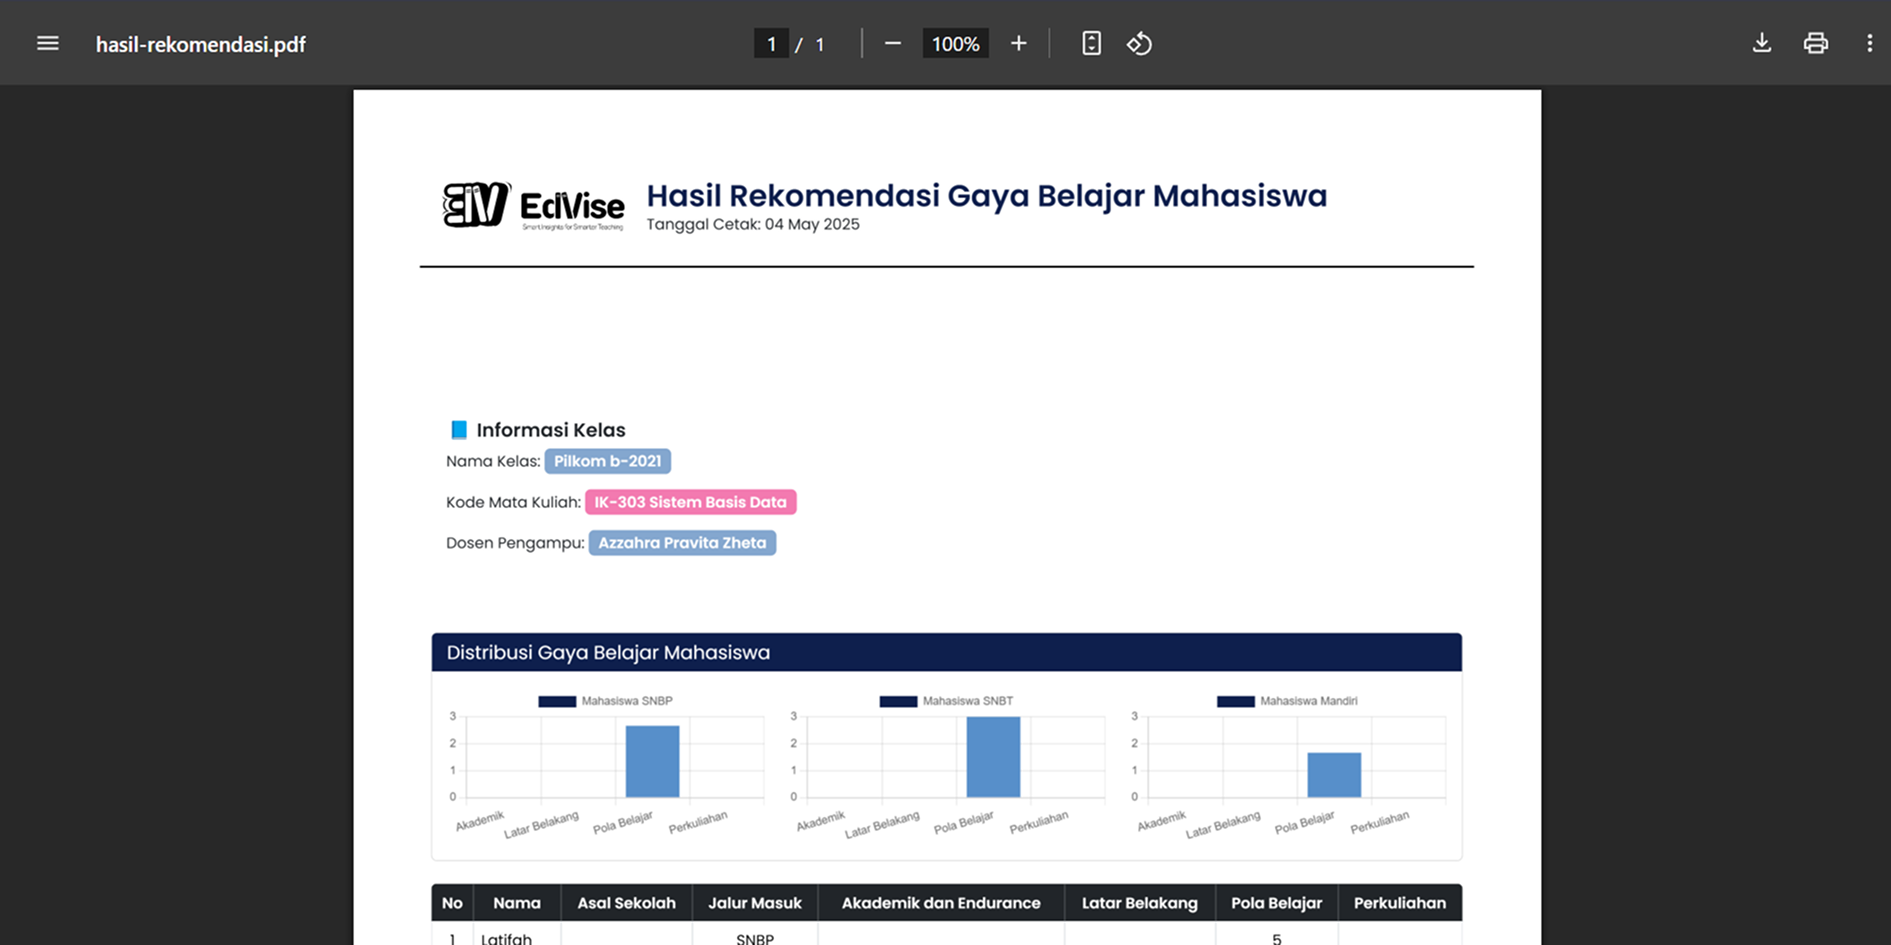 hasil-rekomendasi.pdf
1 / 1
100%
EdVise
Smart Insights for Smarter Teaching
Hasil Rekomendasi Gaya Belajar Mahasiswa
Tanggal Cetak: 04 May 2025
Informasi Kelas
Nama Kelas: Pilkom b-2021
Kode Mata Kuliah: IK-303 Sistem Basis Data
Dosen Pengampu: Azzahra Pravita Zheta
Distribusi Gaya Belajar Mahasiswa
Mahasiswa SNBP
3
2
1
0
Akademik Latar Belakang Pola Belajar Perkuliahan
Mahasiswa SNBT
3
2
1
0
Akademik Latar Belakang Pola Belajar Perkuliahan
Mahasiswa Mandiri
3
2
1
0
Akademik Latar Belakang Pola Belajar Perkuliahan
No Nama Asal Sekolah Jalur Masuk Akademik dan Endurance Latar Belakang Pola Belajar Perkuliahan
1 Latifah SNBP 5